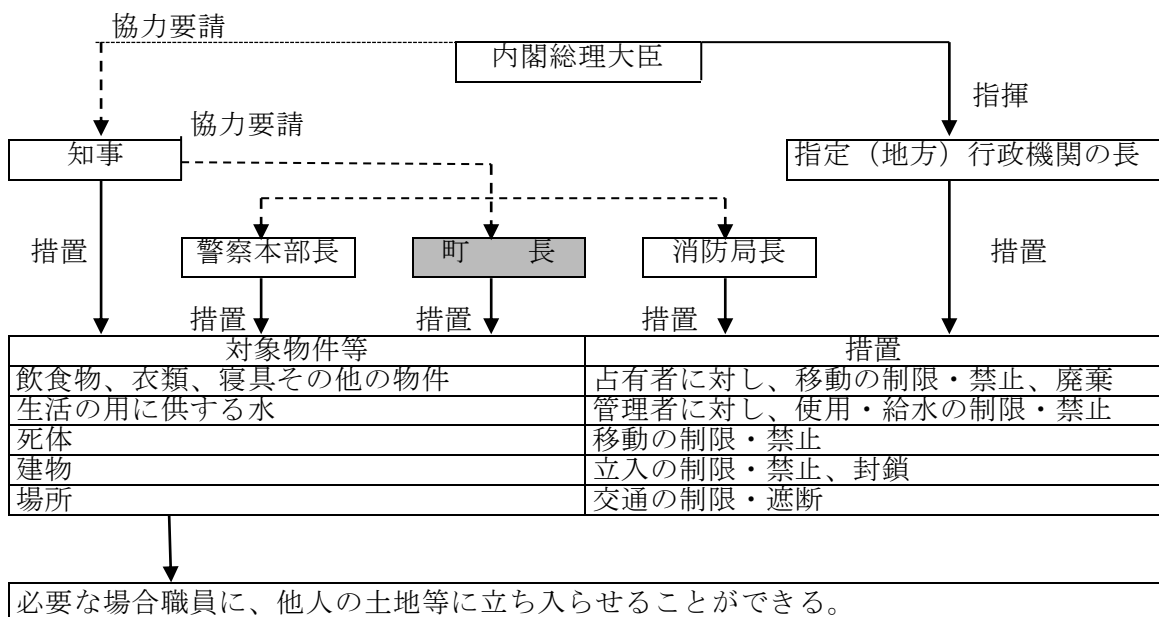 協力要請
内閣総理大臣
指揮
協力要請
知事
指定（地方）行政機関の長
措置
警察本部長
町　　長
消防局長
措置
措置
措置
措置
対象物件等
措置
飲食物、衣類、寝具その他の物件
占有者に対し、移動の制限・禁止、廃棄
生活の用に供する水
管理者に対し、使用・給水の制限・禁止
死体
移動の制限・禁止
建物
立入の制限・禁止、封鎖
場所
交通の制限・遮断
必要な場合職員に、他人の土地等に立ち入らせることができる。